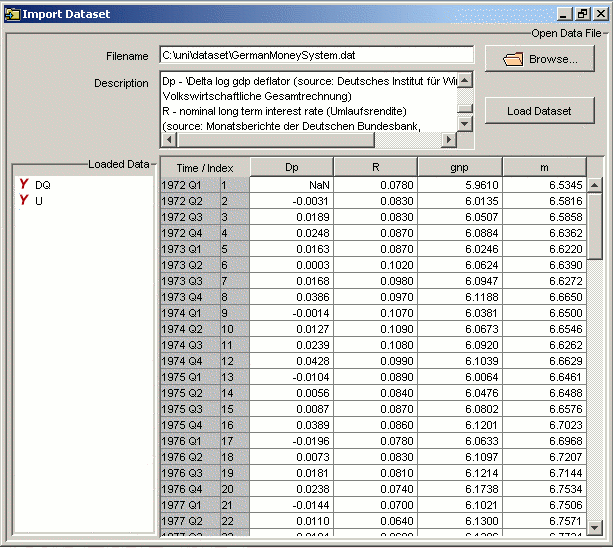 Import Dataset
Open Data File
Filename C:\uni\dataset\GermanMoneySystem.dat Browse...
Description Dp - \Delta log gdp deflator (source: Deutsches Institut für Wir
Volkswirtschaftliche Gesamtrechnung)
R - nominal long term interest rate (Umlaufsrendite)
(source: Monatsberichte der Deutschen Bundesbank,
Load Dataset
Loaded Data
Y DQ
Y U
Time / Index Dp R gnp m
1972 Q1 1 NaN 0.0780 5.9610 6.5345
1972 Q2 2 -0.0031 0.0830 6.0135 6.5816
1972 Q3 3 0.0189 0.0830 6.0507 6.5858
1972 Q4 4 0.0248 0.0870 6.0884 6.6362
1973 Q1 5 0.0163 0.0870 6.0246 6.6220
1973 Q2 6 0.0003 0.1020 6.0624 6.6390
1973 Q3 7 0.0168 0.0980 6.0947 6.6272
1973 Q4 8 0.0386 0.0970 6.1188 6.6650
1974 Q1 9 -0.0014 0.1070 6.0381 6.6500
1974 Q2 10 0.0127 0.1090 6.0673 6.6546
1974 Q3 11 0.0239 0.1080 6.0920 6.6262
1974 Q4 12 0.0428 0.0990 6.1039 6.6629
1975 Q1 13 -0.0104 0.0890 6.0064 6.6461
1975 Q2 14 0.0056 0.0840 6.0476 6.6488
1975 Q3 15 0.0087 0.0870 6.0802 6.6576
1975 Q4 16 0.0389 0.0860 6.1201 6.7023
1976 Q1 17 -0.0196 0.0780 6.0633 6.6968
1976 Q2 18 0.0073 0.0830 6.1097 6.7207
1976 Q3 19 0.0181 0.0810 6.1214 6.7144
1976 Q4 20 0.0238 0.0740 6.1738 6.7534
1977 Q1 21 -0.0144 0.0700 6.1021 6.7506
1977 Q2 22 0.0110 0.0640 6.1300 6.7571